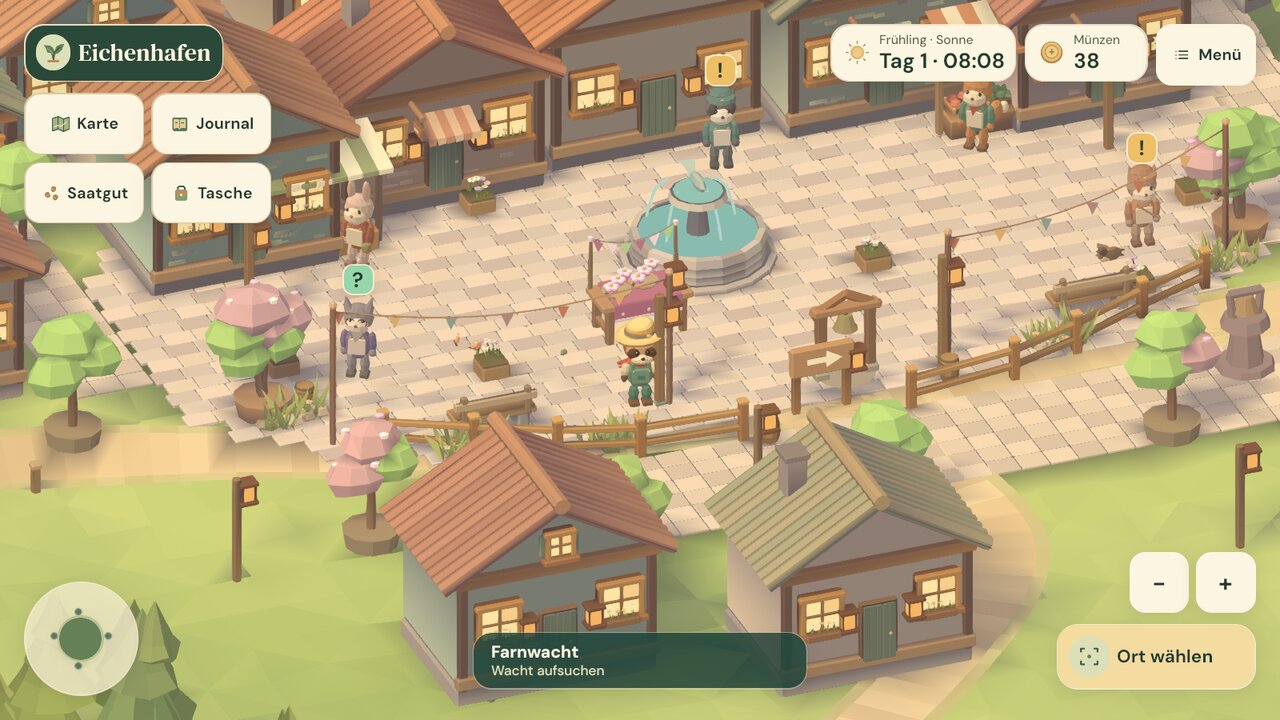 Eichenhafen
Frühling · Sonne
Tag 1 · 08:08
Münzen
38
Menü
Karte
Journal
Saatgut
Tasche
!
!
?
-
+
Ort wählen
Farnwacht
Wacht aufsuchen